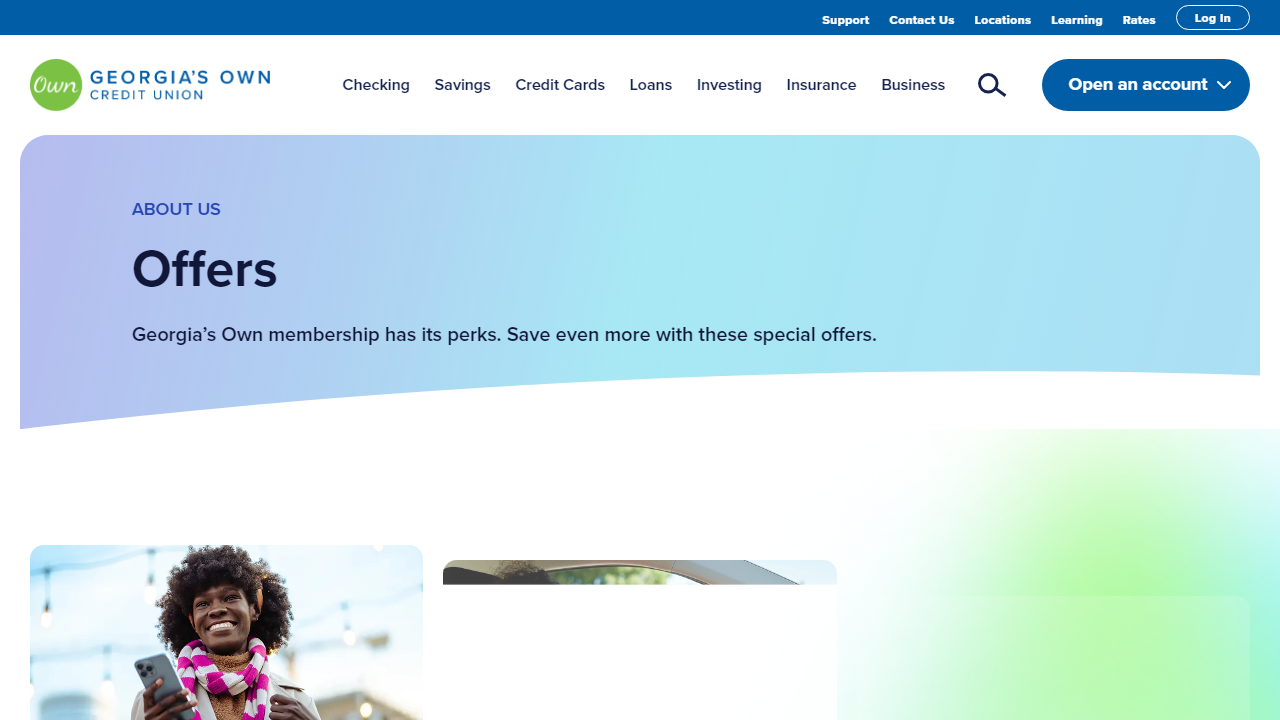 Support Contact Us Locations Learning Rates Log In
Own GEORGIA'S OWN
CREDIT UNION
Checking Savings Credit Cards Loans Investing Insurance Business Open an account
ABOUT US
Offers
Georgia’s Own membership has its perks. Save even more with these special offers.